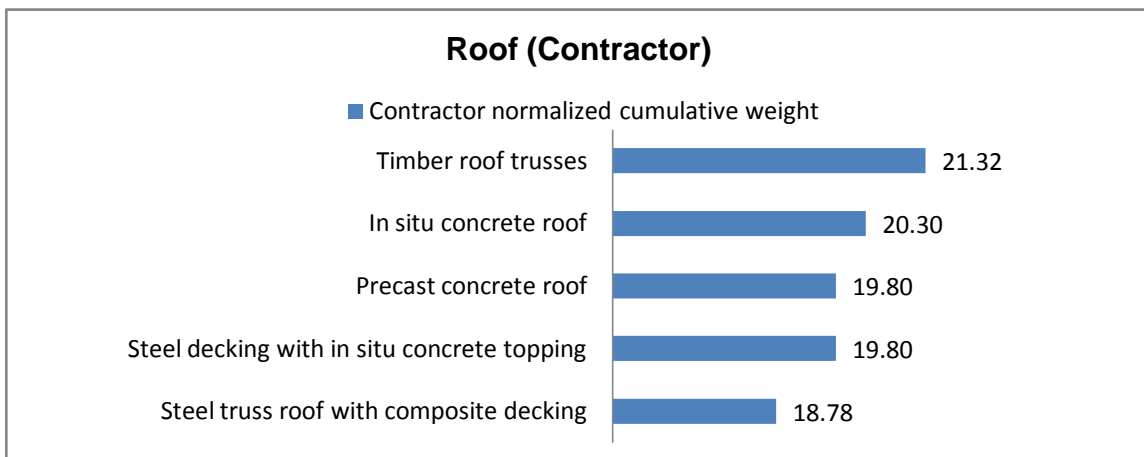 Roof (Contractor)
Contractor normalized cumulative weight
Timber roof trusses 21.32
In situ concrete roof 20.30
Precast concrete roof 19.80
Steel decking with in situ concrete topping 19.80
Steel truss roof with composite decking 18.78